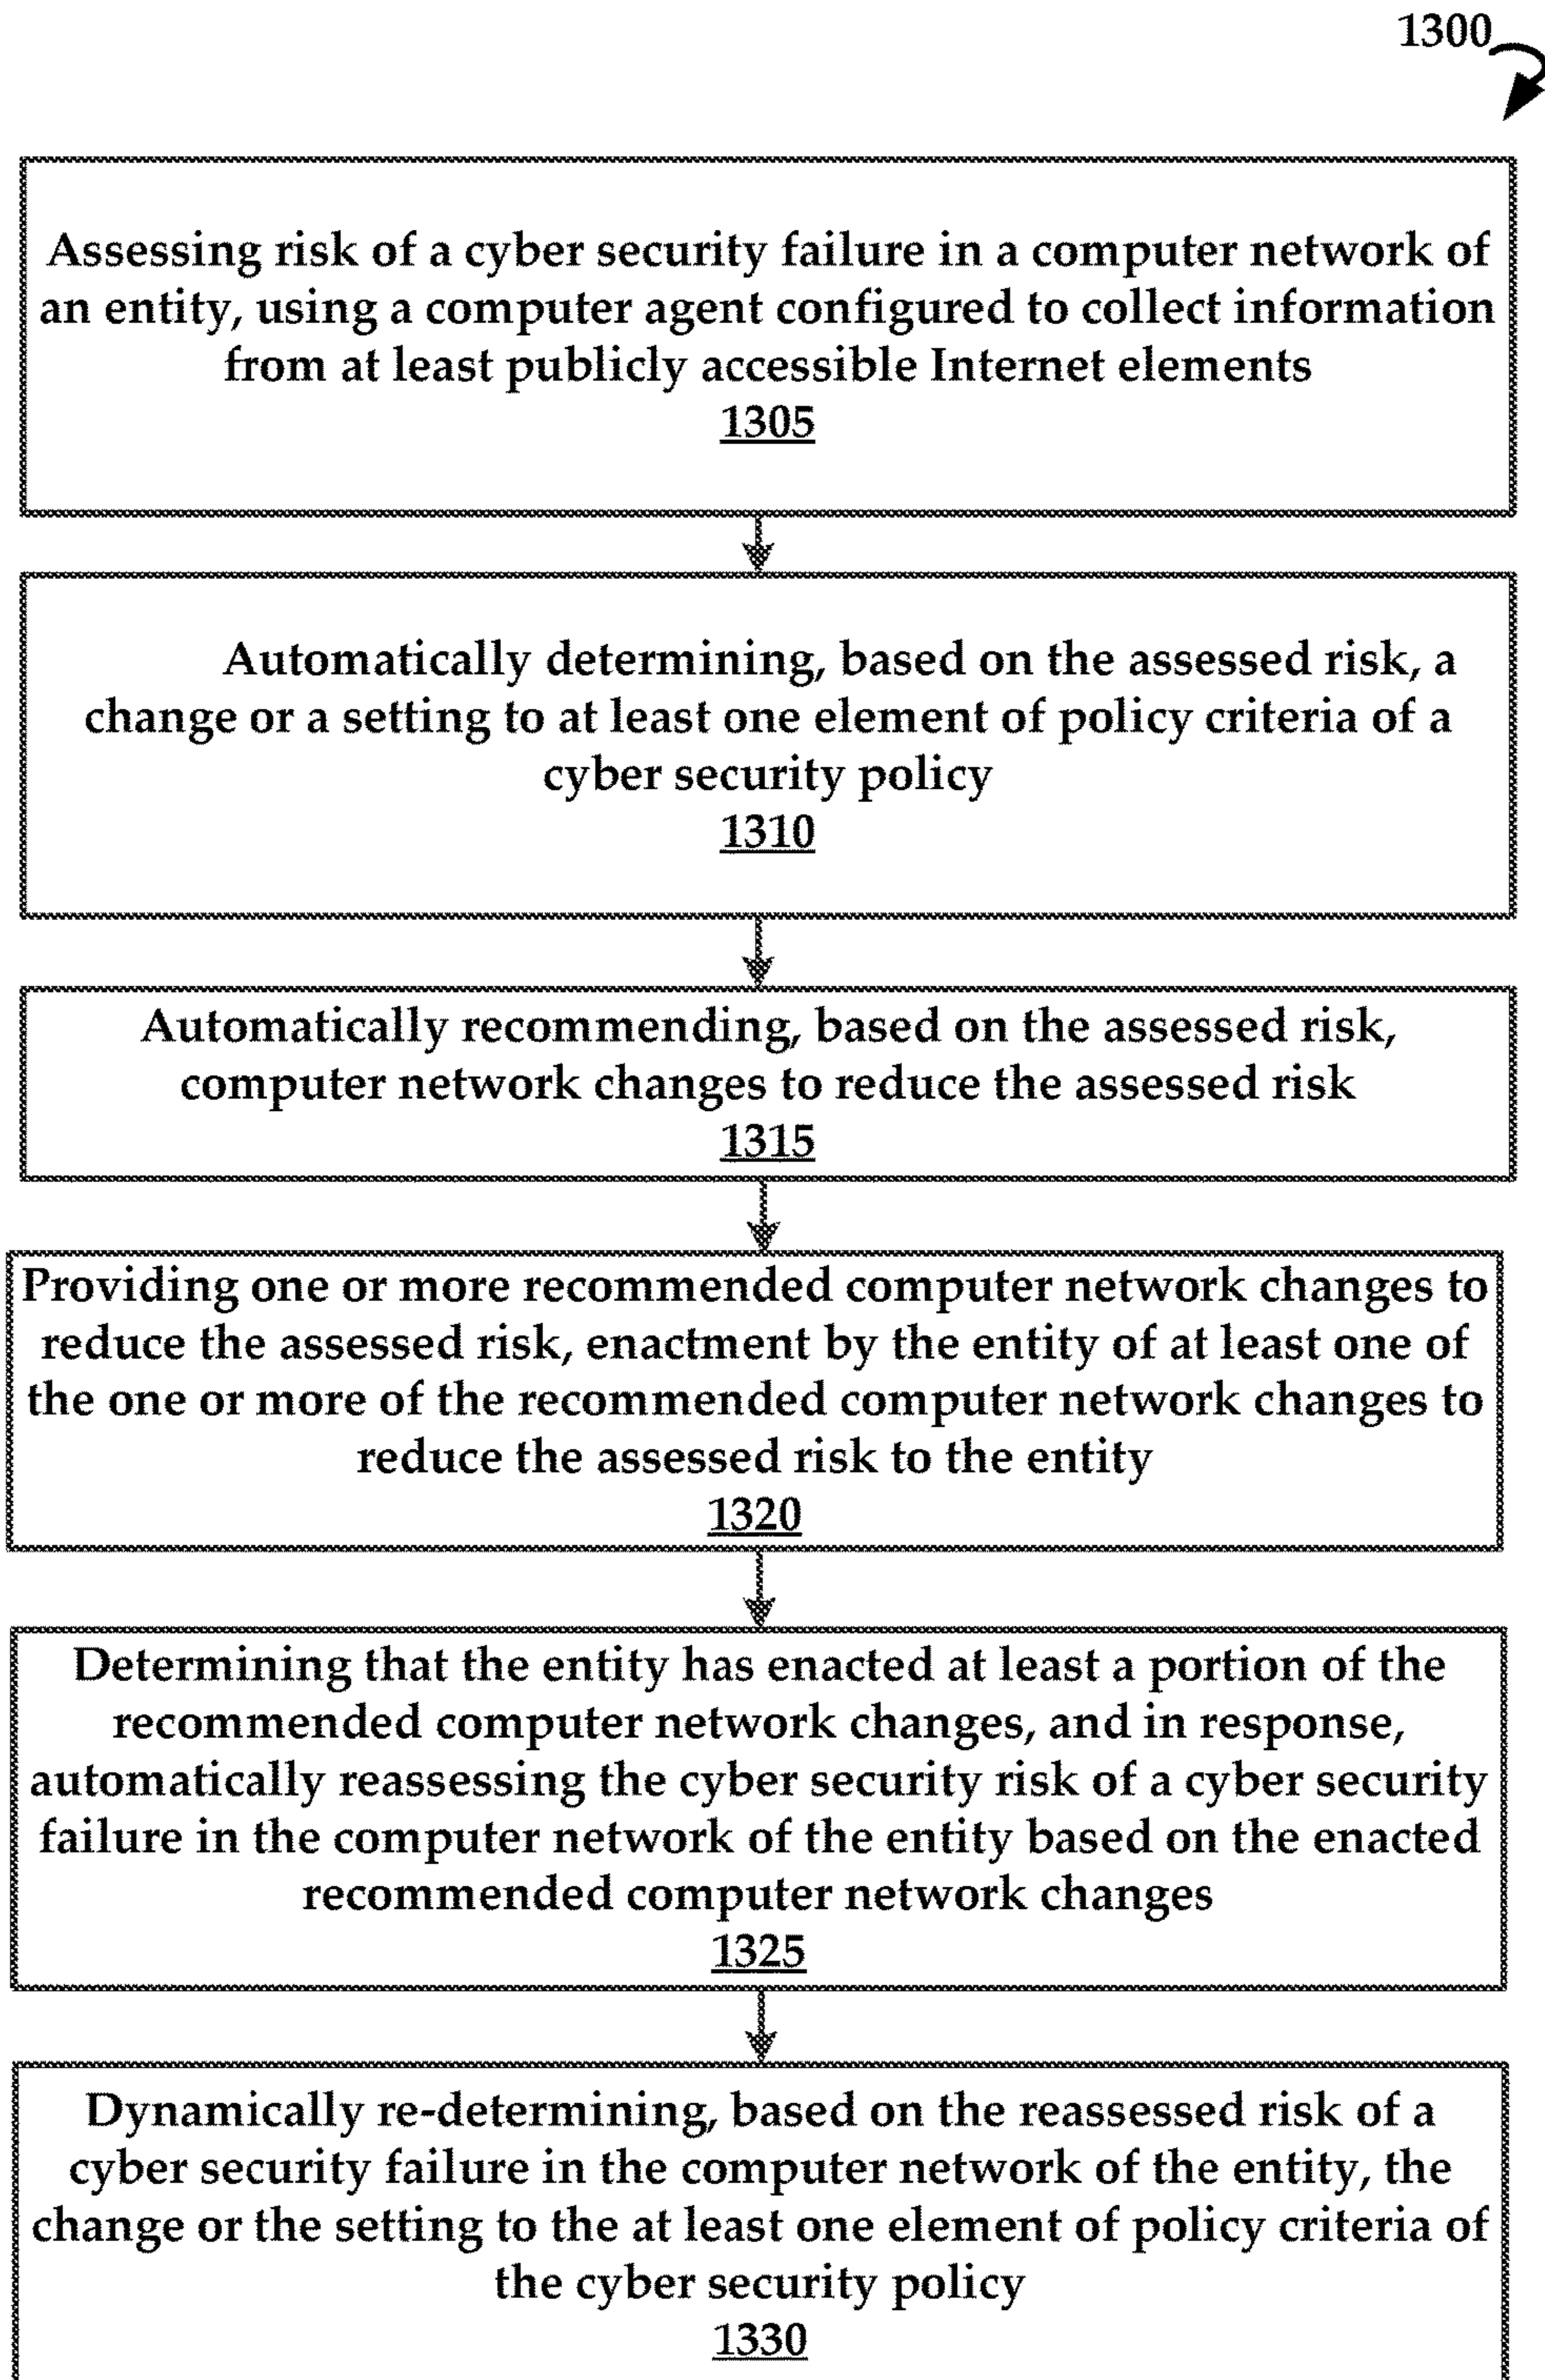 1300
Assessing risk of a cyber security failure in a computer network of
an entity, using a computer agent configured to collect information
from at least publicly accessible Internet elements
1305
Automatically determining, based on the assessed risk, a
change or a setting to at least one element of policy criteria of a
cyber security policy
1310
Automatically recommending, based on the assessed risk,
computer network changes to reduce the assessed risk
1315
Providing one or more recommended computer network changes to
reduce the assessed risk, enactment by the entity of at least one of
the one or more of the recommended computer network changes to
reduce the assessed risk to the entity
1320
Determining that the entity has enacted at least a portion of the
recommended computer network changes, and in response,
automatically reassessing the cyber security risk of a cyber security
failure in the computer network of the entity based on the enacted
recommended computer network changes
1325
Dynamically re-determining, based on the reassessed risk of a
cyber security failure in the computer network of the entity, the
change or the setting to the at least one element of policy criteria of
the cyber security policy
1330